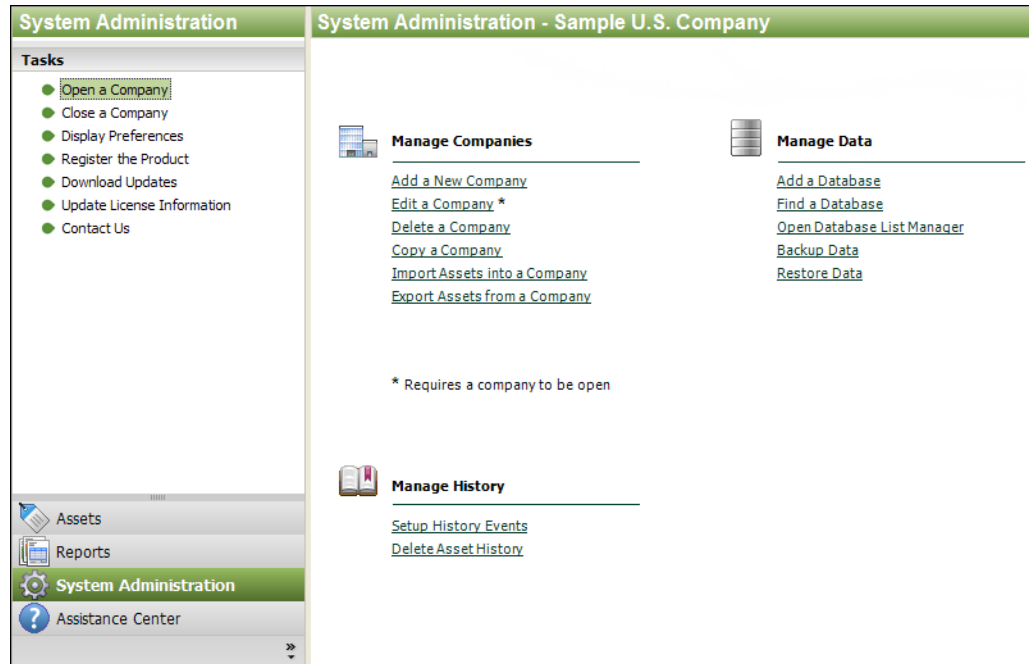 System Administration
Tasks
Open a Company
Close a Company
Display Preferences
Register the Product
Download Updates
Update License Information
Contact Us
Assets
Reports
System Administration
Assistance Center
System Administration - Sample U.S. Company
Manage Companies
Add a New Company
Edit a Company *
Delete a Company
Copy a Company
Import Assets into a Company
Export Assets from a Company
* Requires a company to be open
Manage Data
Add a Database
Find a Database
Open Database List Manager
Backup Data
Restore Data
Manage History
Setup History Events
Delete Asset History